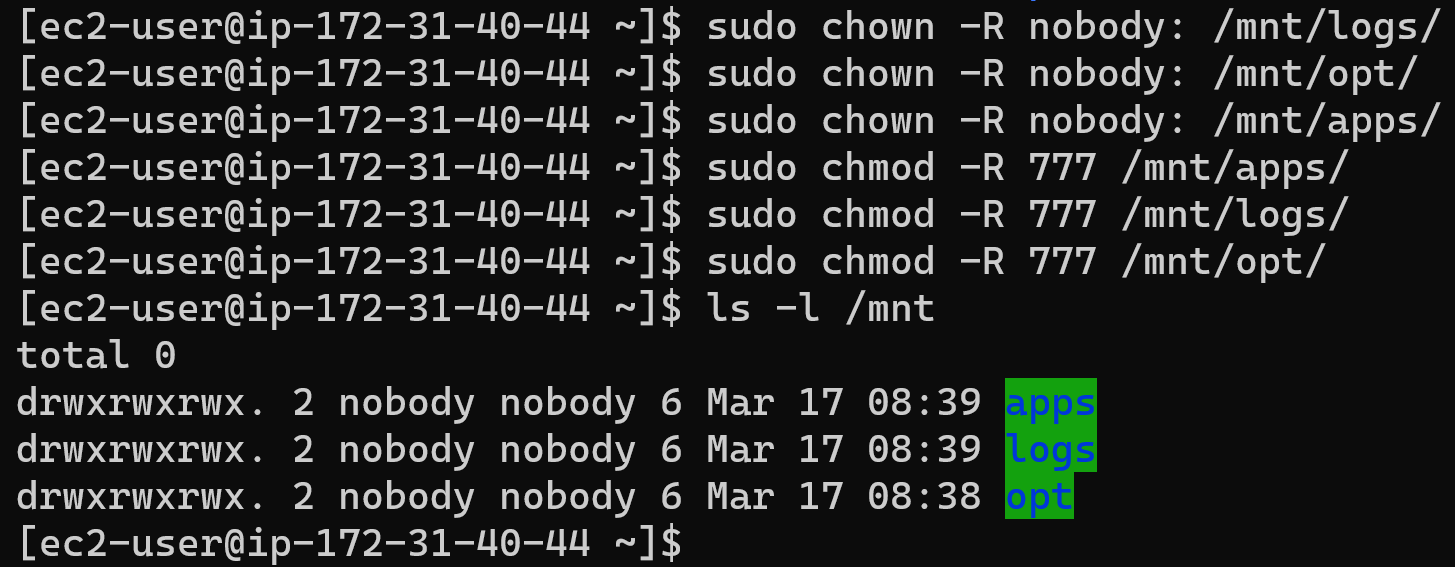 [ec2-user@ip-172-31-40-44 ~]$ sudo chown -R nobody: /mnt/logs/
[ec2-user@ip-172-31-40-44 ~]$ sudo chown -R nobody: /mnt/opt/
[ec2-user@ip-172-31-40-44 ~]$ sudo chown -R nobody: /mnt/apps/
[ec2-user@ip-172-31-40-44 ~]$ sudo chmod -R 777 /mnt/apps/
[ec2-user@ip-172-31-40-44 ~]$ sudo chmod -R 777 /mnt/logs/
[ec2-user@ip-172-31-40-44 ~]$ sudo chmod -R 777 /mnt/opt/
[ec2-user@ip-172-31-40-44 ~]$ ls -l /mnt
total 0
drwxrwxrwx. 2 nobody nobody 6 Mar 17 08:39 apps
drwxrwxrwx. 2 nobody nobody 6 Mar 17 08:39 logs
drwxrwxrwx. 2 nobody nobody 6 Mar 17 08:38 opt
[ec2-user@ip-172-31-40-44 ~]$